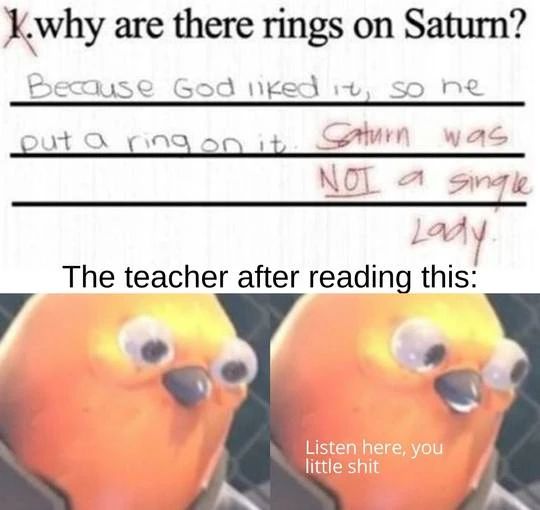 1.why are there rings on Saturn?
Because God liked it, so he
put a ring on it. Saturn was
NOT a single
Lady.
The teacher after reading this:
Listen here, you
little shit